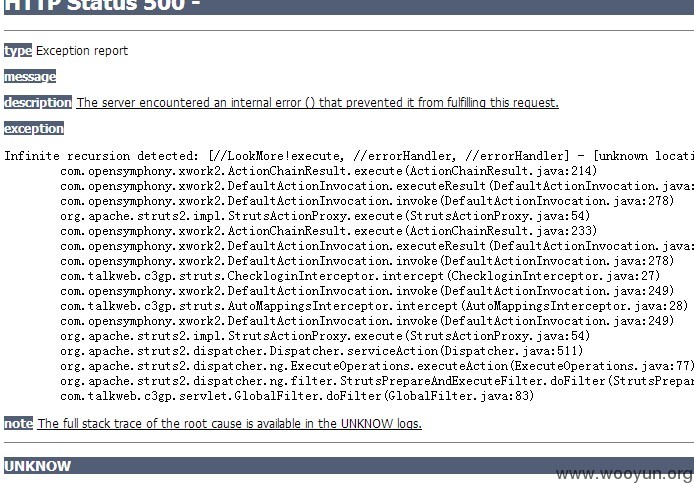 HTTP Status 500 -
type Exception report
message
description The server encountered an internal error () that prevented it from fulfilling this request.
exception
Infinite recursion detected: [//LookMore!execute, //errorHandler, //errorHandler] - [unknown locati
com.opensymphony.xwork2.ActionChainResult.execute(ActionChainResult.java:214)
com.opensymphony.xwork2.DefaultActionInvocation.executeResult(DefaultActionInvocation.java:
com.opensymphony.xwork2.DefaultActionInvocation.invoke(DefaultActionInvocation.java:278)
org.apache.struts2.impl.StrutsActionProxy.execute(StrutsActionProxy.java:54)
com.opensymphony.xwork2.ActionChainResult.execute(ActionChainResult.java:233)
com.opensymphony.xwork2.DefaultActionInvocation.executeResult(DefaultActionInvocation.java:
com.opensymphony.xwork2.DefaultActionInvocation.invoke(DefaultActionInvocation.java:278)
com.talkweb.c3gp.struts.CheckloginInterceptor.intercept(CheckloginInterceptor.java:27)
com.opensymphony.xwork2.DefaultActionInvocation.invoke(DefaultActionInvocation.java:249)
com.talkweb.c3gp.struts.AutoMappingsInterceptor.intercept(AutoMappingsInterceptor.java:28)
com.opensymphony.xwork2.DefaultActionInvocation.invoke(DefaultActionInvocation.java:249)
org.apache.struts2.impl.StrutsActionProxy.execute(StrutsActionProxy.java:54)
org.apache.struts2.dispatcher.Dispatcher.serviceAction(Dispatcher.java:511)
org.apache.struts2.dispatcher.ng.ExecuteOperations.executeAction(ExecuteOperations.java:77)
org.apache.struts2.dispatcher.ng.filter.StrutsPrepareAndExecuteFilter.doFilter(StrutsPrepar
com.talkweb.c3gp.servlet.GlobalFilter.doFilter(GlobalFilter.java:83)
note The full stack trace of the root cause is available in the UNKNOW logs.
UNKNOW
www.wooyun.org